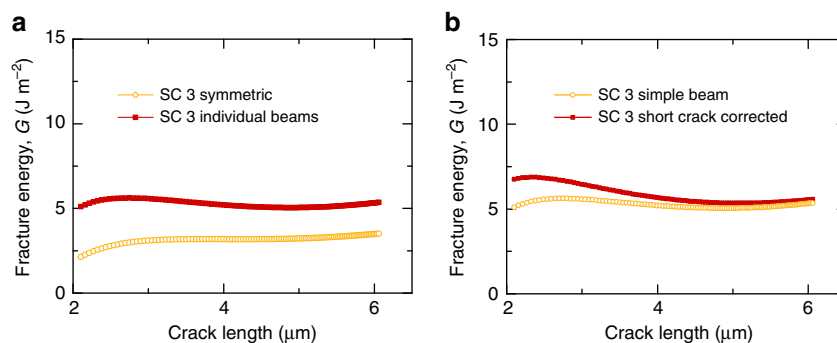 a
15
10
5
0
2
4
6
Fracture energy, G (J m⁻²)
Crack length (μm)
SC 3 symmetric
SC 3 individual beams
b
15
10
5
0
2
4
6
Fracture energy, G (J m⁻²)
Crack length (μm)
SC 3 simple beam
SC 3 short crack corrected